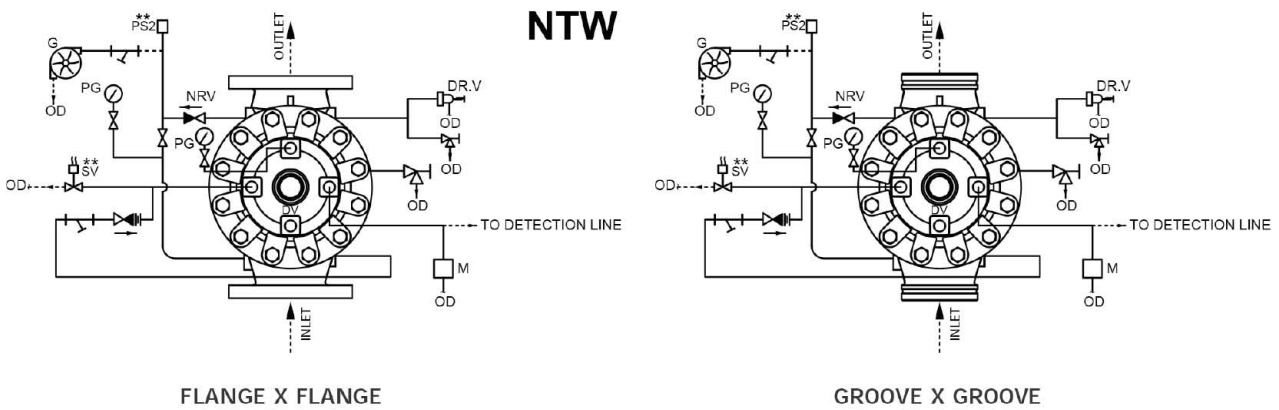 NTW
**
PS2
G
OD
PG
NRV
PG
OUTLET
DR.V
OD
OD
OD
**
SV
OD
DV
TO DETECTION LINE
M
OD
INLET
FLANGE X FLANGE
**
PS2
G
OD
PG
NRV
PG
OUTLET
DR.V
OD
OD
OD
**
SV
OD
DV
TO DETECTION LINE
M
OD
INLET
GROOVE X GROOVE